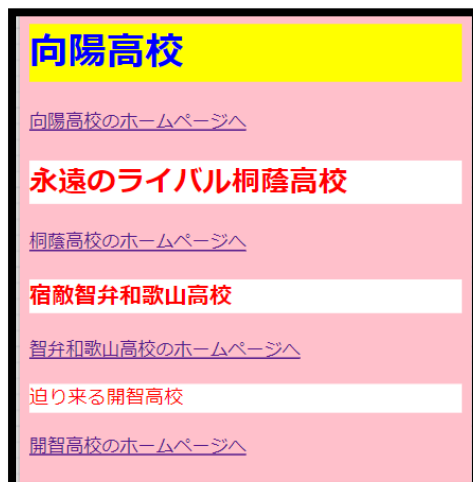 向陽高校
向陽高校のホームページへ
永遠のライバル桐蔭高校
桐蔭高校のホームページへ
宿敵智弁和歌山高校
智弁和歌山高校のホームページへ
迫り来る開智高校
開智高校のホームページへ